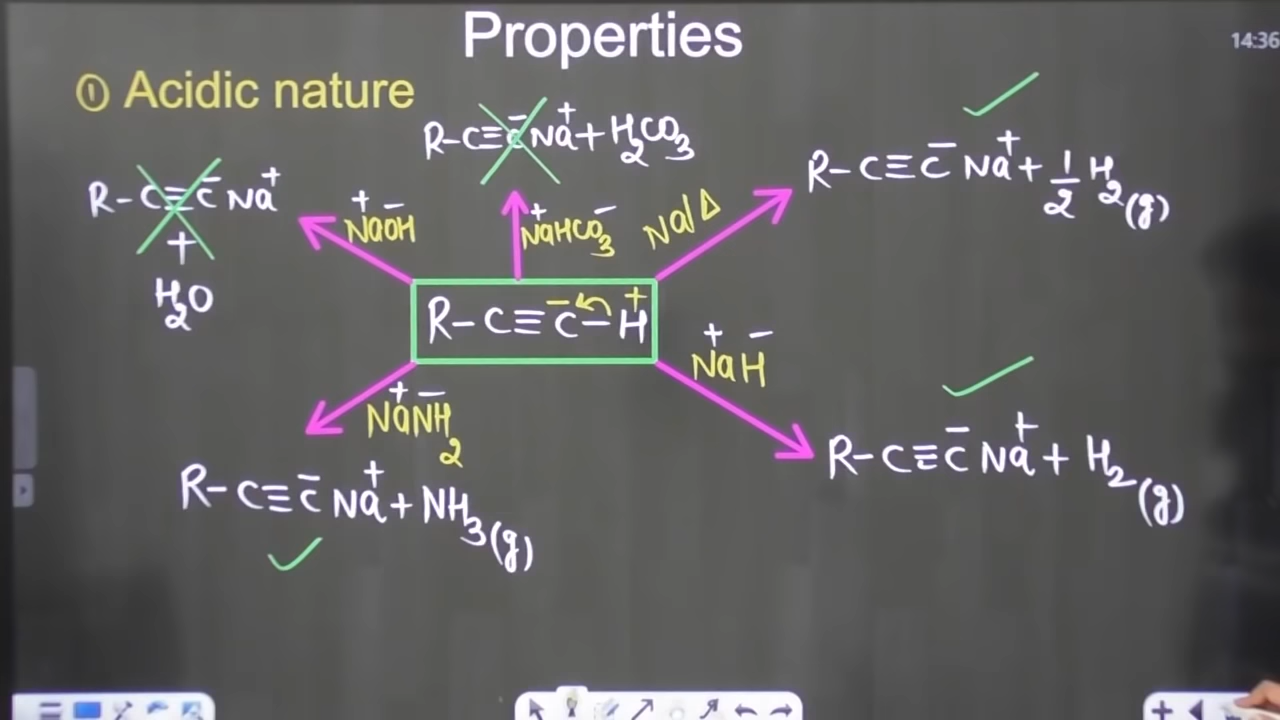 Properties
14:36
① Acidic nature
R-C≡C̄ Na⁺ + H₂CO₃
R-C≡C̄ Na⁺ + 1/2 H₂(g)
R-C≡C̄ Na⁺
+
H₂O
Na⁺OH⁻
Na⁺HCO₃⁻
Na/Δ
R-C≡C̄-H⁺
Na⁺H⁻
Na⁺NH₂⁻
R-C≡C̄ Na⁺ + H₂(g)
R-C≡C̄ Na⁺ + NH₃(g)